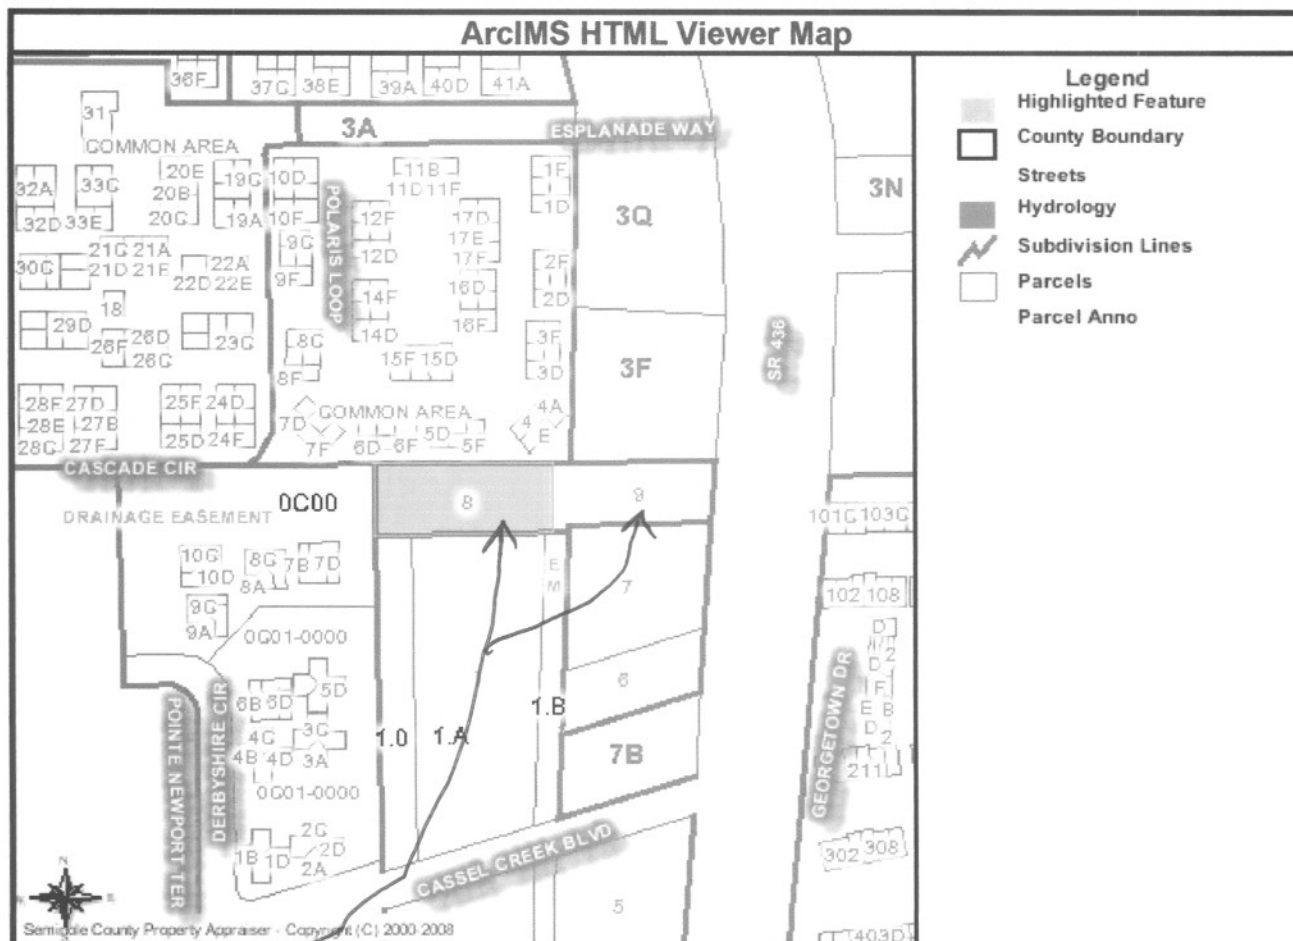 ArcIMS HTML Viewer Map
Legend
Highlighted Feature
County Boundary
Streets
Hydrology
Subdivision Lines
Parcels
Parcel Anno
36F
37C 38E 39A 40D 41A
31
3A
ESPLANADE WAY
COMMON AREA
20E 19C 10D 11B 1F
32A 33C 20B 11D 11F 3N
32D 33E 20C 19A 10F 12F 17D 1D 3Q
POLARIS LOOP
21C 21A 9C 17E
30C 21D 21E 22A 12D 17F 2F
22D 22E 9F 16D
18 14F 2D
29D 26D 23C 14D 16F 3F
26F 26C 8C 15F 15D 3D 3F
SR 436
8F
28F 27D 25F 24D COMMON AREA 4A
28E 27B 7D 5D 4
28C 27F 25D 24F 7F 6D 6F 5F E
CASCADE CIR
0C00 8 9
DRAINAGE EASEMENT 101C 103C
10C 8C 7B 7D E
10D 8A M 7 102 108
9C
9A 0C01-0000 D
2
D
6
5D F
6B 6D 1.B E B
D
4C 3C 1.0 1.A 7B 2
4B 4D 3A 211
POINTE NEWPORT TER
DERBYSHIRE CIR
GEORGETOWN DR
0C01-0000
2C
1B 1D 2D 302 308
2A
CASSEL CREEK BLVD
N
5
403D
Seminole County Property Appraiser - Copyright (C) 2000-2008